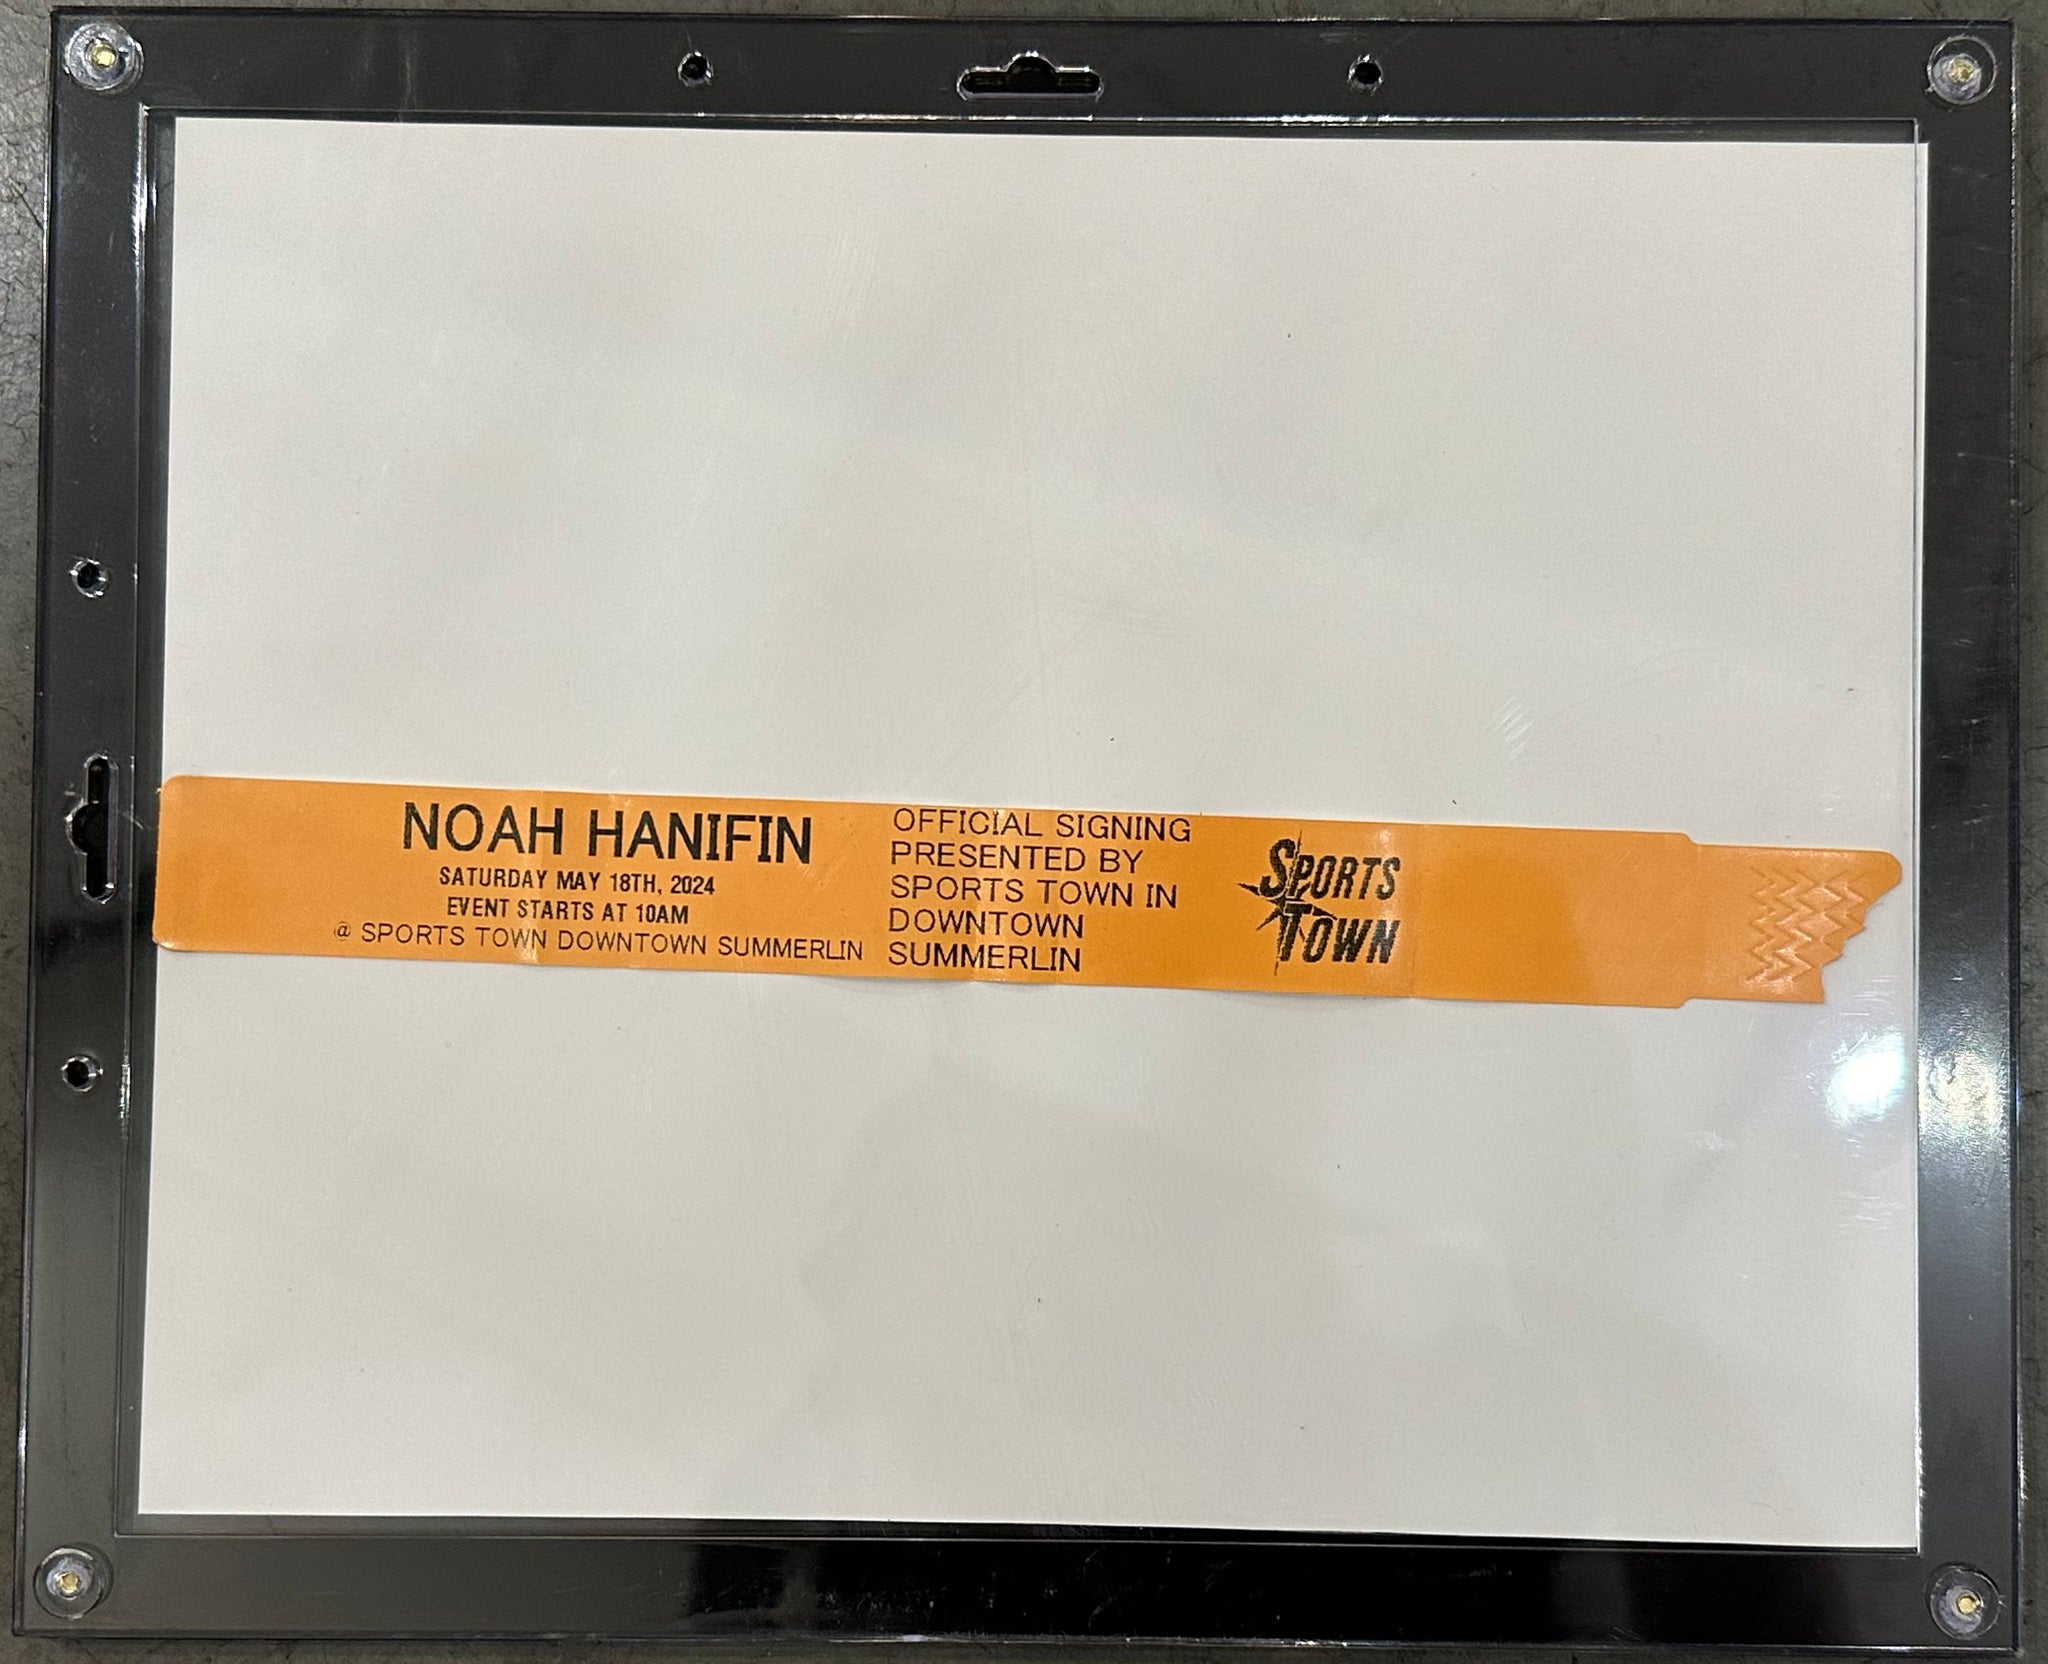 NOAH HANIFIN
SATURDAY MAY 18TH, 2024
EVENT STARTS AT 10AM
@ SPORTS TOWN DOWNTOWN SUMMERLIN
OFFICIAL SIGNING
PRESENTED BY
SPORTS TOWN IN
DOWNTOWN
SUMMERLIN
SPORTS
TOWN